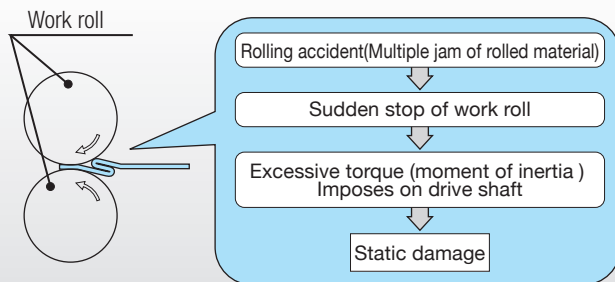 Work roll
Rolling accident(Multiple jam of rolled material)
Sudden stop of work roll
Excessive torque (moment of inertia )
Imposes on drive shaft
Static damage